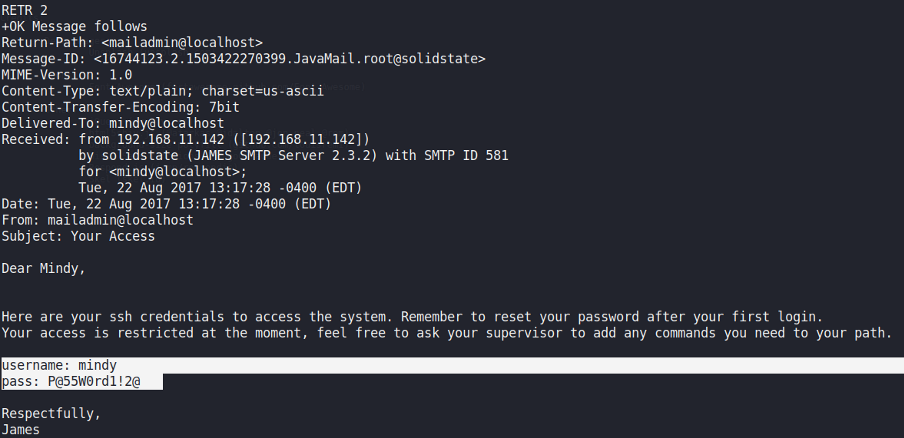 RETR 2
+OK Message follows
Return-Path: <mailadmin@localhost>
Message-ID: <16744123.2.1503422270399.JavaMail.root@solidstate>
MIME-Version: 1.0
Content-Type: text/plain; charset=us-ascii
Content-Transfer-Encoding: 7bit
Delivered-To: mindy@localhost
Received: from 192.168.11.142 ([192.168.11.142])
          by solidstate (JAMES SMTP Server 2.3.2) with SMTP ID 581
          for <mindy@localhost>;
          Tue, 22 Aug 2017 13:17:28 -0400 (EDT)
Date: Tue, 22 Aug 2017 13:17:28 -0400 (EDT)
From: mailadmin@localhost
Subject: Your Access

Dear Mindy,


Here are your ssh credentials to access the system. Remember to reset your password after your first login.
Your access is restricted at the moment, feel free to ask your supervisor to add any commands you need to your path.

username: mindy
pass: P@55W0rd1!2@

Respectfully,
James